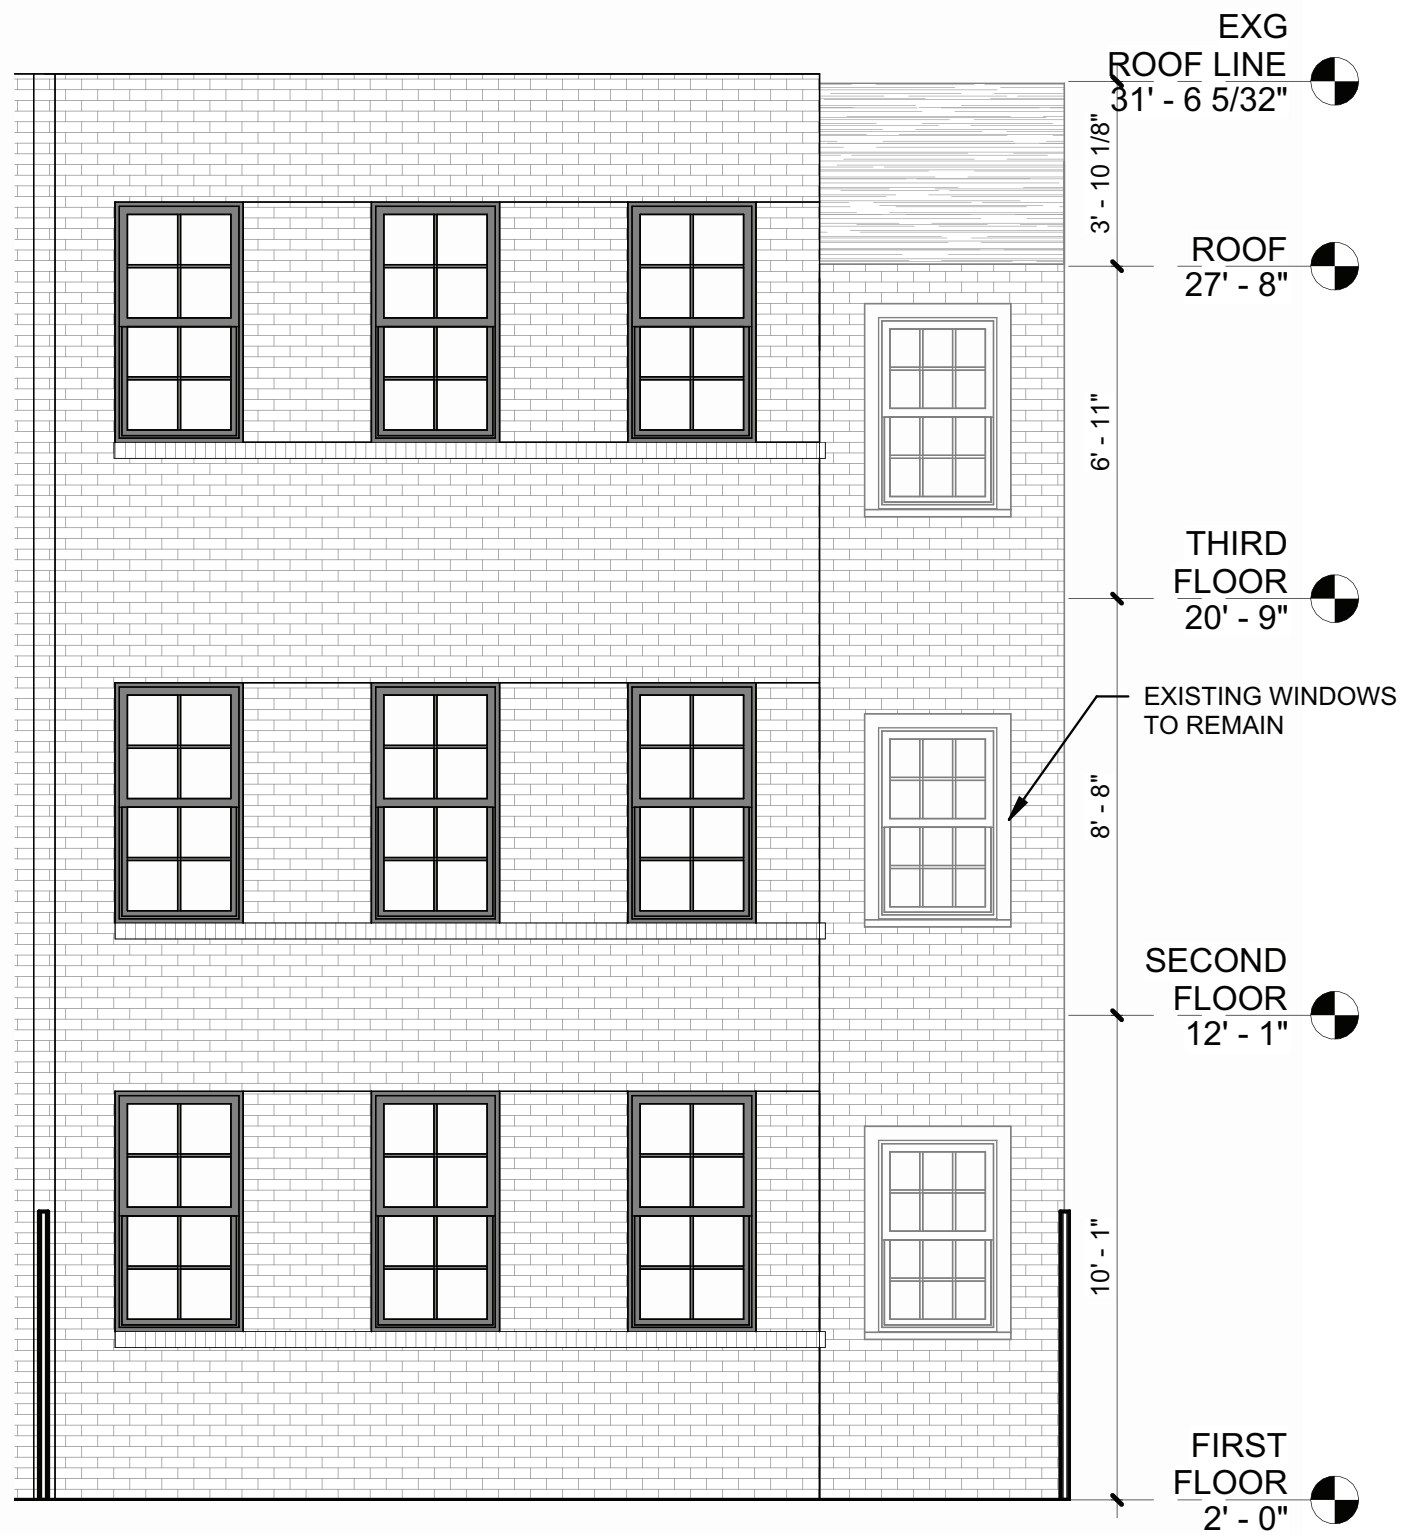 EXG
ROOF LINE
31' - 6 5/32"
3' - 10 1/8"
ROOF
27' - 8"
6' - 11"
THIRD
FLOOR
20' - 9"
EXISTING WINDOWS
TO REMAIN
8' - 8"
SECOND
FLOOR
12' - 1"
10' - 1"
FIRST
FLOOR
2' - 0"